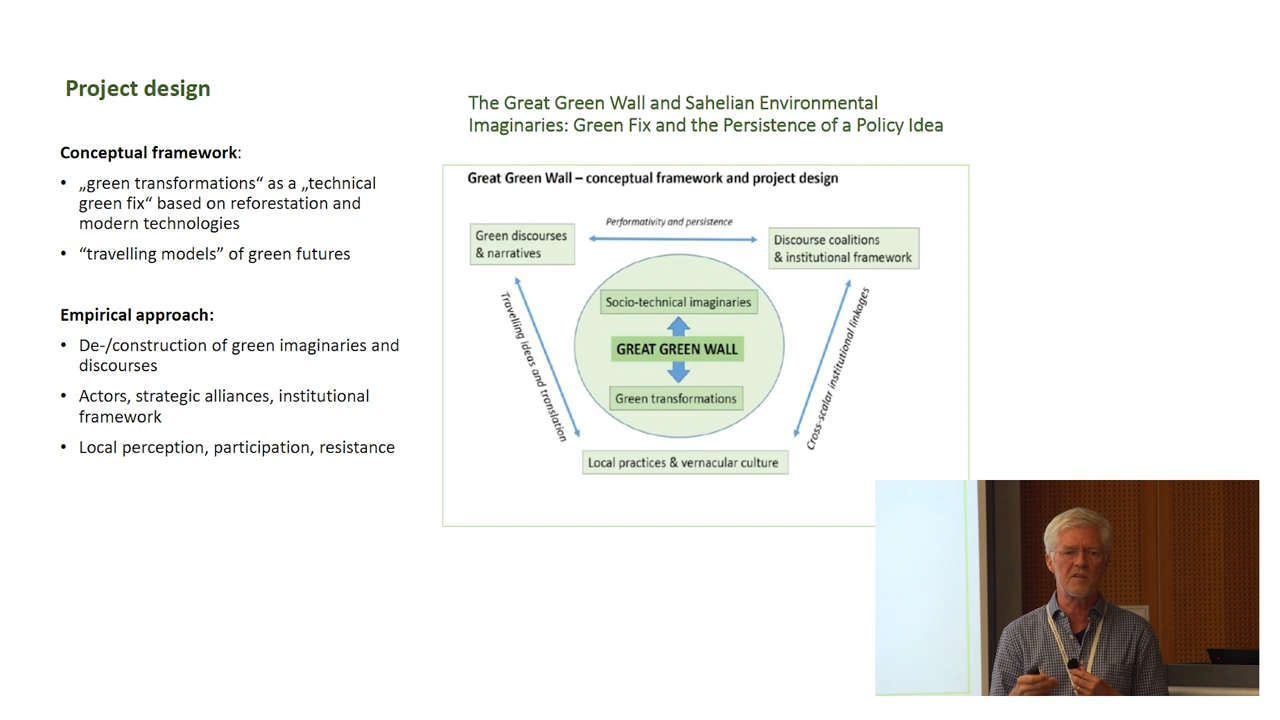 Project design
Conceptual framework:
• „green transformations“ as a „technical
green fix“ based on reforestation and
modern technologies
• “travelling models” of green futures
Empirical approach:
• De-/construction of green imaginaries and
discourses
• Actors, strategic alliances, institutional
framework
• Local perception, participation, resistance
The Great Green Wall and Sahelian Environmental
Imaginaries: Green Fix and the Persistence of a Policy Idea
Great Green Wall – conceptual framework and project design
Performativity and persistence
Green discourses
& narratives
Discourse coalitions
& institutional framework
Socio-technical imaginaries
GREAT GREEN WALL
Green transformations
Travelling ideas and translation
Cross-scalar institutional linkages
Local practices & vernacular culture